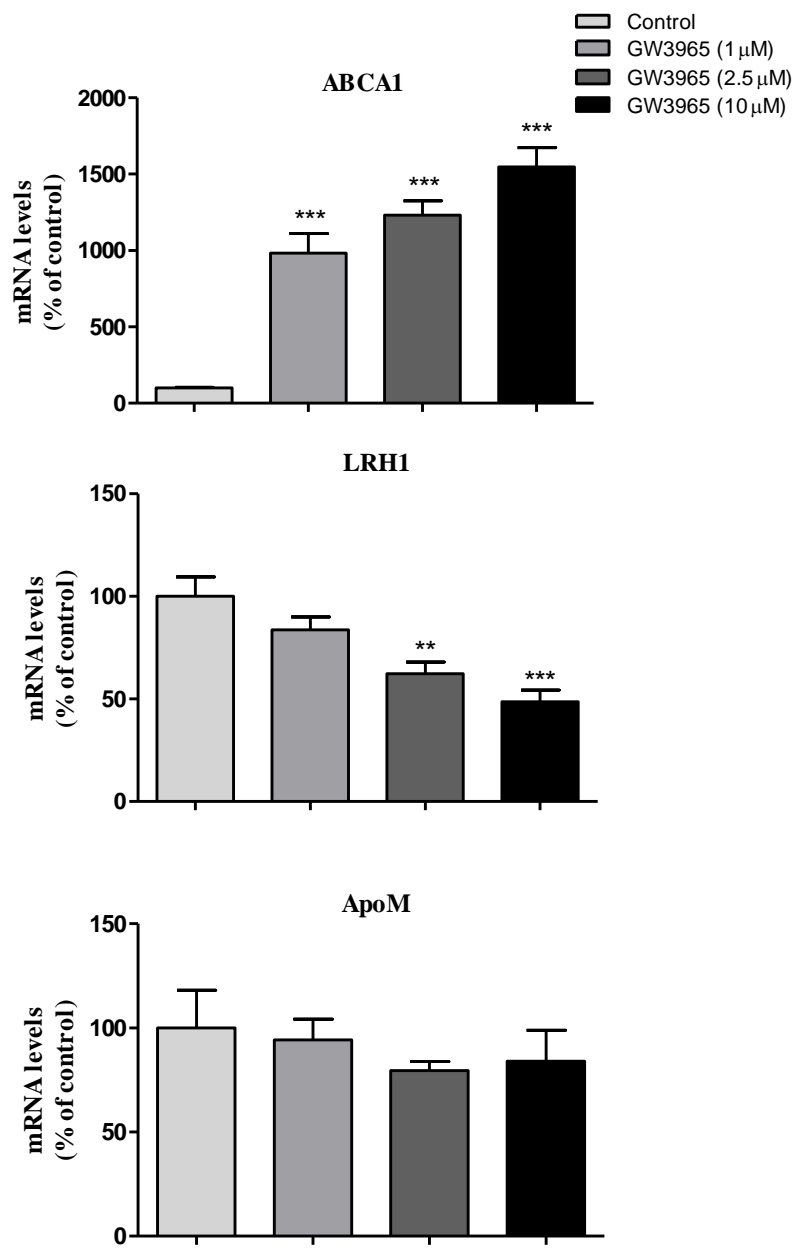 Control
GW3965 (1 μM)
GW3965 (2.5 μM)
GW3965 (10 μM)
ABCA1
mRNA levels
(% of control)
2000
1500
1000
500
0
***
***
***
LRH1
mRNA levels
(% of control)
150
100
50
0
**
***
ApoM
mRNA levels
(% of control)
150
100
50
0